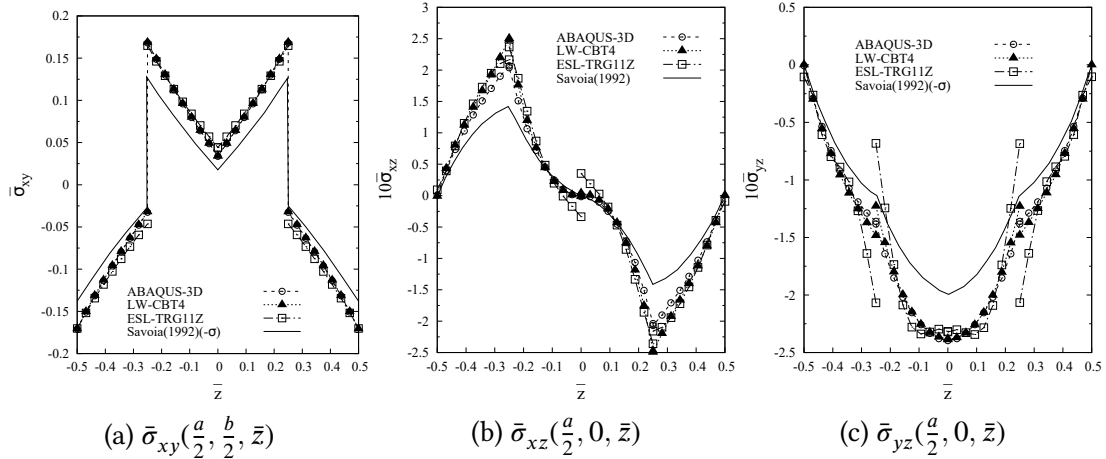 0.2
0.15
0.1
0.05
0
-0.05
-0.1
-0.15
-0.2
σ̄xy
-0.5 -0.4 -0.3 -0.2 -0.1 0 0.1 0.2 0.3 0.4 0.5
z̄
ABAQUS-3D
LW-CBT4
ESL-TRG11Z
Savoia(1992)(-σ)
(a) σ̄xy(a/2, b/2, z̄)
3
2.5
2
1.5
1
0.5
0
-0.5
-1
-1.5
-2
-2.5
10σ̄xz
-0.5 -0.4 -0.3 -0.2 -0.1 0 0.1 0.2 0.3 0.4 0.5
z̄
ABAQUS-3D
LW-CBT4
ESL-TRG11Z
Savoia(1992)
(b) σ̄xz(a/2, 0, z̄)
0.5
0
-0.5
-1
-1.5
-2
-2.5
10σ̄yz
-0.5 -0.4 -0.3 -0.2 -0.1 0 0.1 0.2 0.3 0.4 0.5
z̄
ABAQUS-3D
LW-CBT4
ESL-TRG11Z
Savoia(1992)(-σ)
(c) σ̄yz(a/2, 0, z̄)